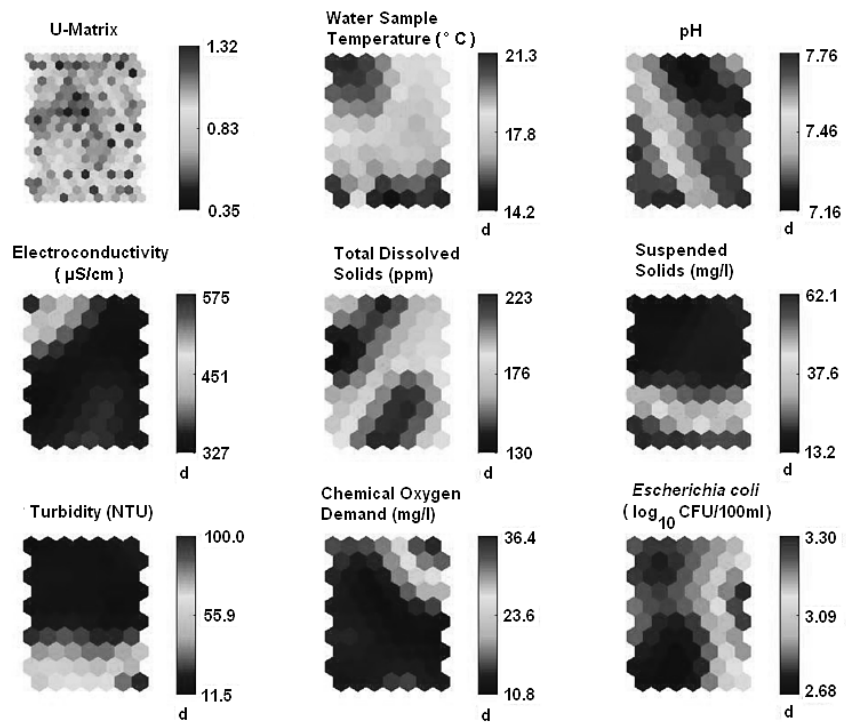 U-Matrix
1.32
0.83
0.35
Water Sample
Temperature ( ° C )
21.3
17.8
14.2
d
pH
7.76
7.46
7.16
d
Electroconductivity
( µS/cm )
575
451
327
d
Total Dissolved
Solids (ppm)
223
176
130
d
Suspended
Solids (mg/l)
62.1
37.6
13.2
d
Turbidity (NTU)
100.0
55.9
11.5
d
Chemical Oxygen
Demand (mg/l)
36.4
23.6
10.8
d
Escherichia coli
( log10 CFU/100ml)
3.30
3.09
2.68
d